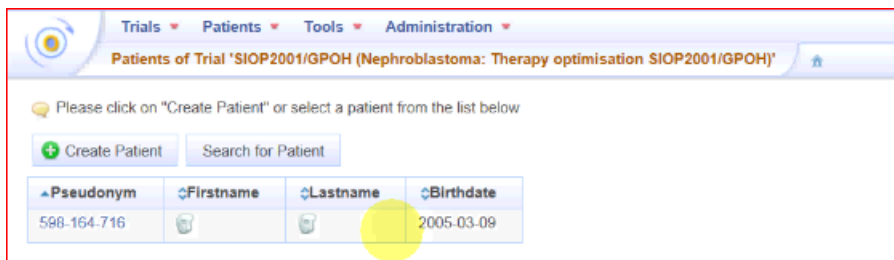 Trials Patients Tools Administration
Patients of Trial 'SIOP2001/GPOH (Nephroblastoma: Therapy optimisation SIOP2001/GPOH)'
Please click on "Create Patient" or select a patient from the list below
Create Patient Search for Patient
Pseudonym Firstname Lastname Birthdate
598-164-716 2005-03-09